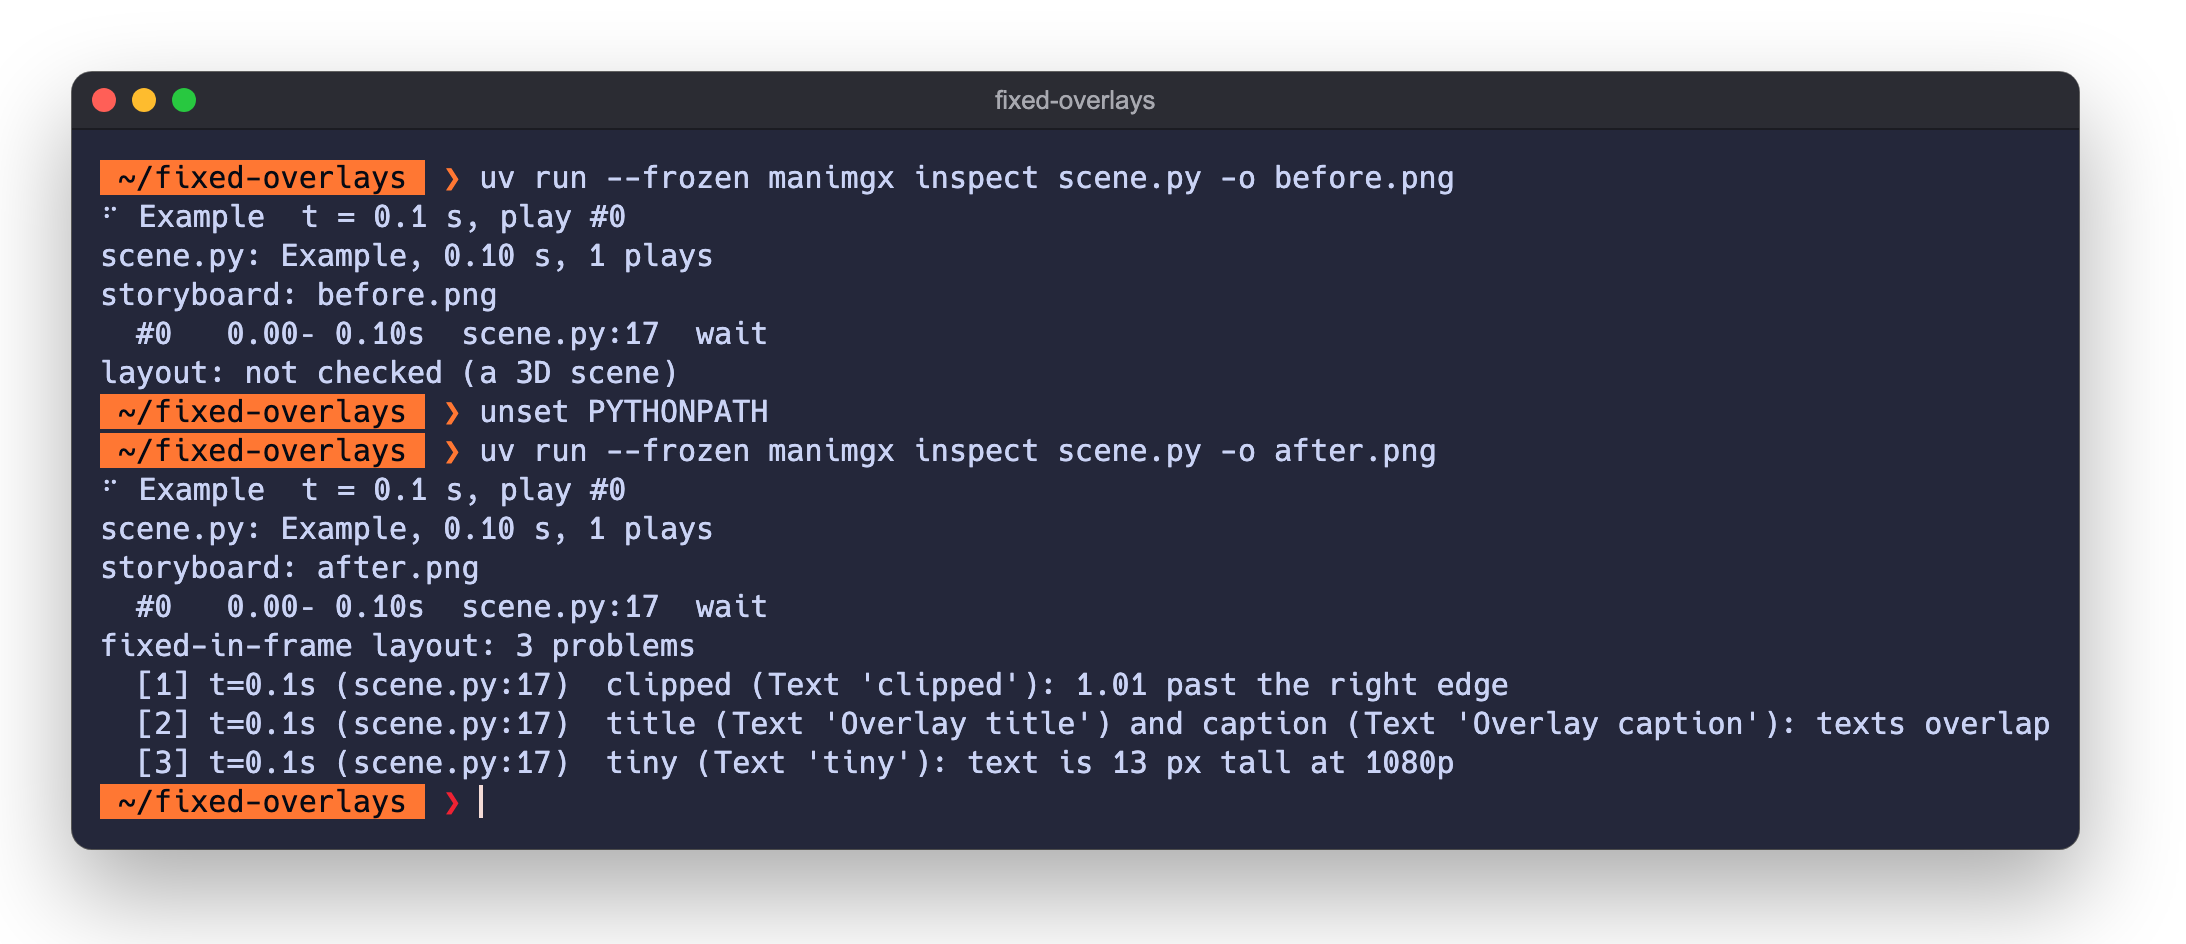 fixed-overlays
~/fixed-overlays ❯ uv run --frozen manimgx inspect scene.py -o before.png
⠋ Example  t = 0.1 s, play #0
scene.py: Example, 0.10 s, 1 plays
storyboard: before.png
  #0   0.00- 0.10s  scene.py:17  wait
layout: not checked (a 3D scene)
~/fixed-overlays ❯ unset PYTHONPATH
~/fixed-overlays ❯ uv run --frozen manimgx inspect scene.py -o after.png
⠋ Example  t = 0.1 s, play #0
scene.py: Example, 0.10 s, 1 plays
storyboard: after.png
  #0   0.00- 0.10s  scene.py:17  wait
fixed-in-frame layout: 3 problems
  [1] t=0.1s (scene.py:17)  clipped (Text 'clipped'): 1.01 past the right edge
  [2] t=0.1s (scene.py:17)  title (Text 'Overlay title') and caption (Text 'Overlay caption'): texts overlap
  [3] t=0.1s (scene.py:17)  tiny (Text 'tiny'): text is 13 px tall at 1080p
~/fixed-overlays ❯